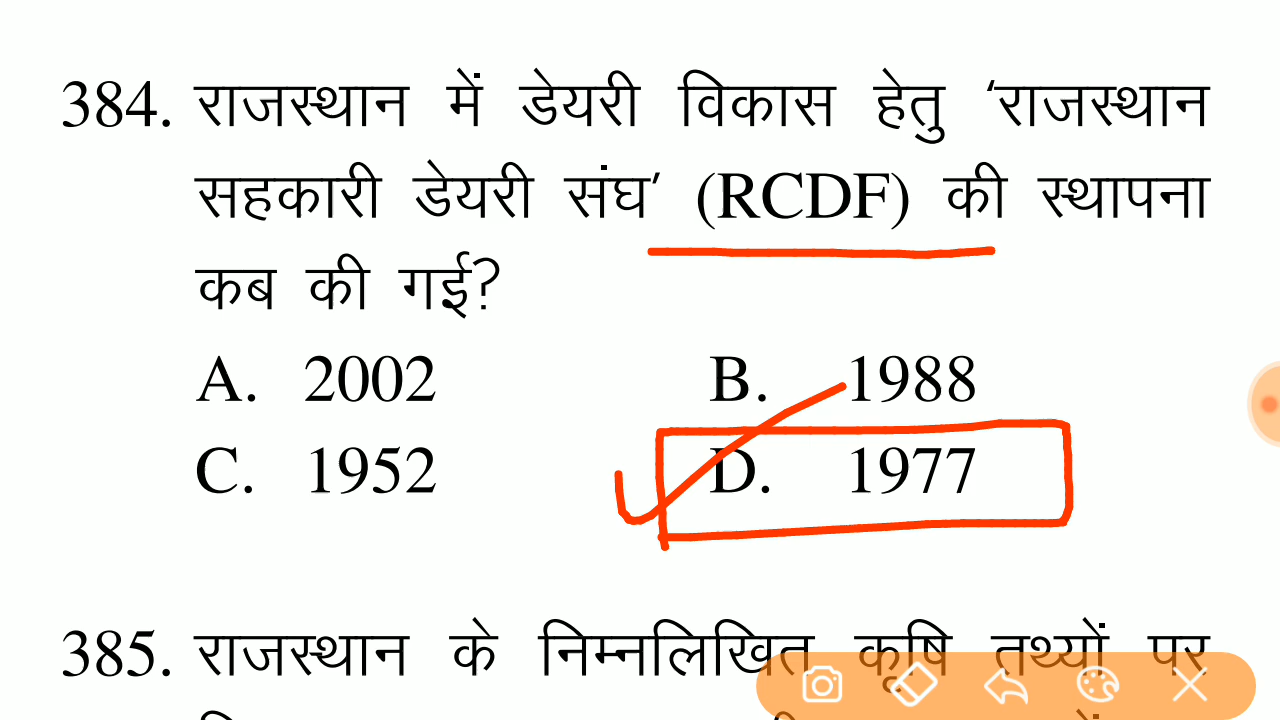 384. राजस्थान में डेयरी विकास हेतु ‘राजस्थान
सहकारी डेयरी संघ’ (RCDF) की स्थापना
कब की गई?
A. 2002 B. 1988
C. 1952 D. 1977
385. राजस्थान के निम्नलिखित कृषि तथ्यों पर